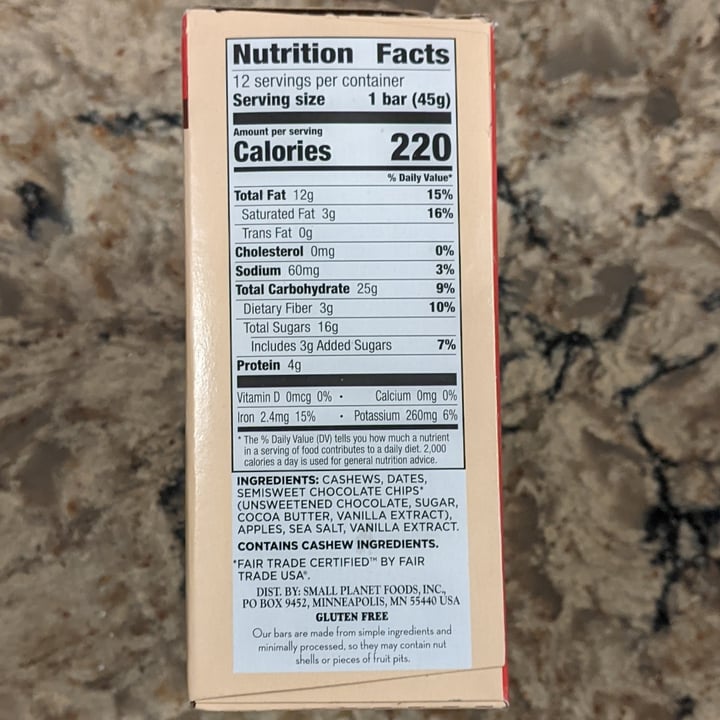 Nutrition Facts
12 servings per container
Serving size 1 bar (45g)
Amount per serving
Calories 220
% Daily Value*
Total Fat 12g 15%
Saturated Fat 3g 16%
Trans Fat 0g
Cholesterol 0mg 0%
Sodium 60mg 3%
Total Carbohydrate 25g 9%
Dietary Fiber 3g 10%
Total Sugars 16g
Includes 3g Added Sugars 7%
Protein 4g
Vitamin D 0mcg 0% • Calcium 0mg 0%
Iron 2.4mg 15% • Potassium 260mg 6%
* The % Daily Value (DV) tells you how much a nutrient
in a serving of food contributes to a daily diet. 2,000
calories a day is used for general nutrition advice.
INGREDIENTS: CASHEWS, DATES,
SEMISWEET CHOCOLATE CHIPS*
(UNSWEETENED CHOCOLATE, SUGAR,
COCOA BUTTER, VANILLA EXTRACT),
APPLES, SEA SALT, VANILLA EXTRACT.
CONTAINS CASHEW INGREDIENTS.
*FAIR TRADE CERTIFIED™ BY FAIR
TRADE USA®.
DIST. BY: SMALL PLANET FOODS, INC.,
PO BOX 9452, MINNEAPOLIS, MN 55440 USA
GLUTEN FREE
Our bars are made from simple ingredients and
minimally processed, so they may contain nut
shells or pieces of fruit pits.